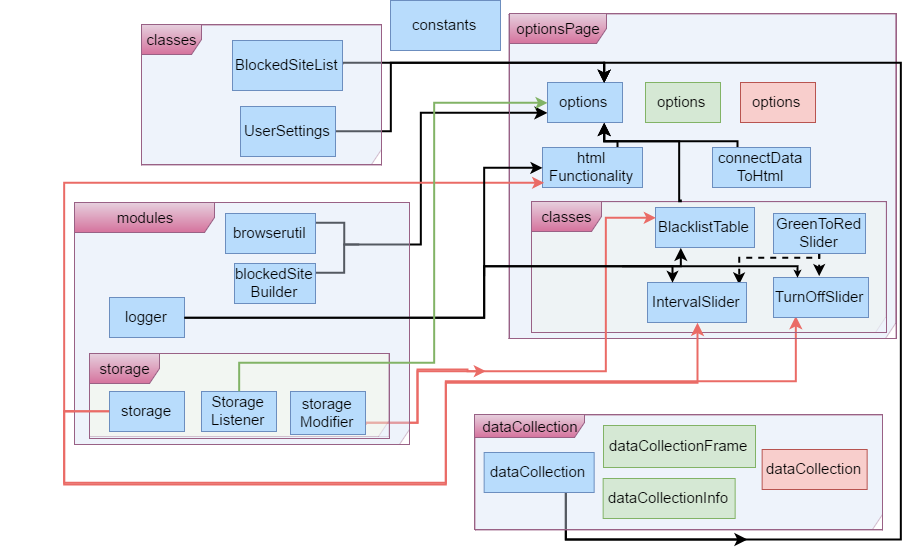 constants
classes
BlockedSiteList
UserSettings
optionsPage
options
options
options
html
Functionality
connectData
ToHtml
classes
BlacklistTable
GreenToRed
Slider
IntervalSlider
TurnOffSlider
modules
browserutil
blockedSite
Builder
logger
storage
storage
Storage
Listener
storage
Modifier
dataCollection
dataCollection
dataCollectionFrame
dataCollectionInfo
dataCollection